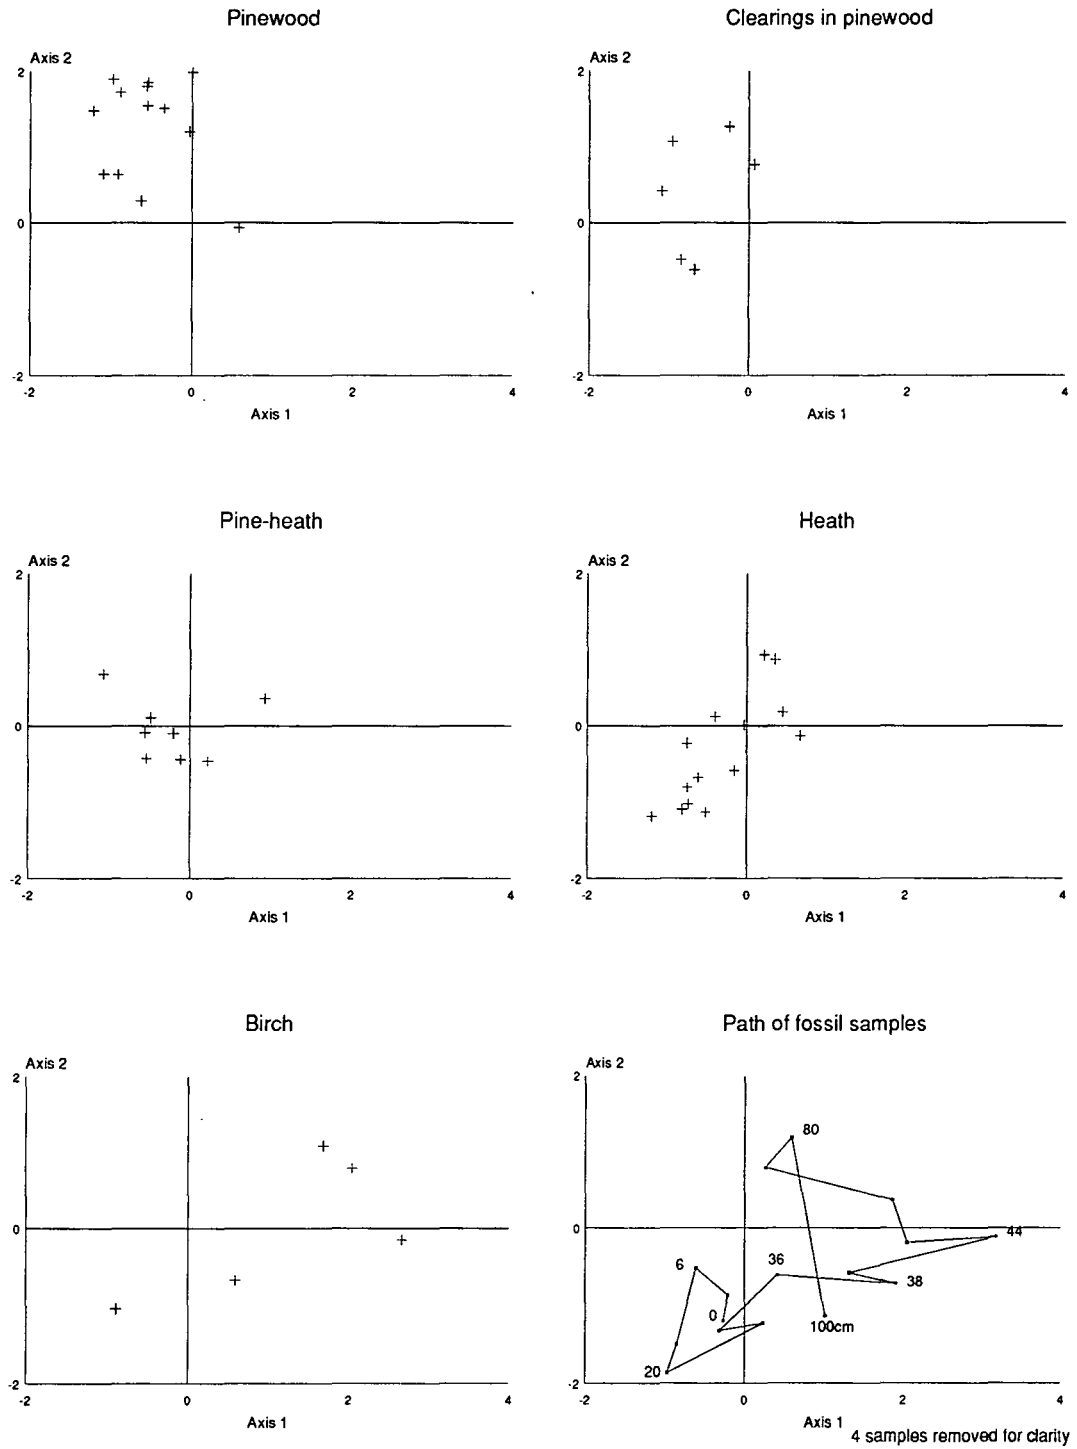 Pinewood
Clearings in pinewood
Axis 2
Axis 2
2
2
0
0
-2
-2
-2 0 2 4
-2 0 2 4
Axis 1
Axis 1
Pine-heath
Heath
Axis 2
Axis 2
2
2
0
0
-2
-2
-2 0 2 4
-2 0 2 4
Axis 1
Axis 1
Birch
Path of fossil samples
Axis 2
Axis 2
2
2
80
0
0
44
6
36
38
0
100cm
20
-2
-2
-2 0 2 4
-2 0 2 4
Axis 1
Axis 1
4 samples removed for clarity